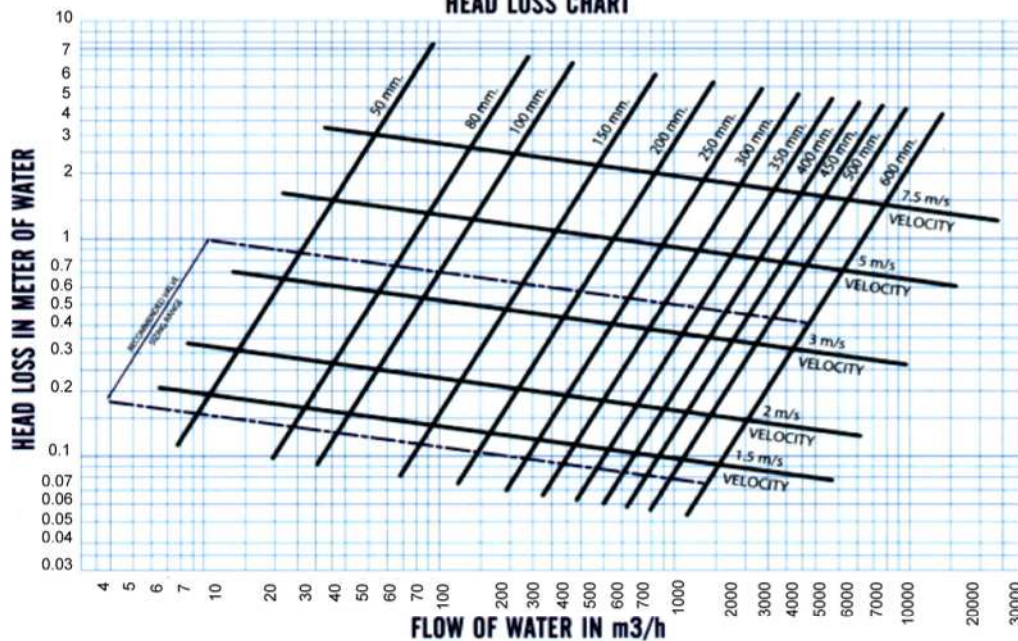 HEAD LOSS CHART
10
7
6
5
4
3
2
1
0.7
0.6
0.5
0.4
0.3
0.2
0.1
0.07
0.06
0.05
0.04
0.03
HEAD LOSS IN METER OF WATER
50 mm.
80 mm.
100 mm.
150 mm.
200 mm.
250 mm.
300 mm.
350 mm.
400 mm.
450 mm.
500 mm.
600 mm.
7.5 m/s
VELOCITY
5 m/s
VELOCITY
3 m/s
VELOCITY
2 m/s
VELOCITY
1.5 m/s
VELOCITY
RECOMMENDED VALVE
SIZING RANGE
4 5 6 7 10 20 30 40 50 70 100 200 300 400 500 700 1000 2000 3000 4000 5000 7000 10000 20000 30000
FLOW OF WATER IN m3/h